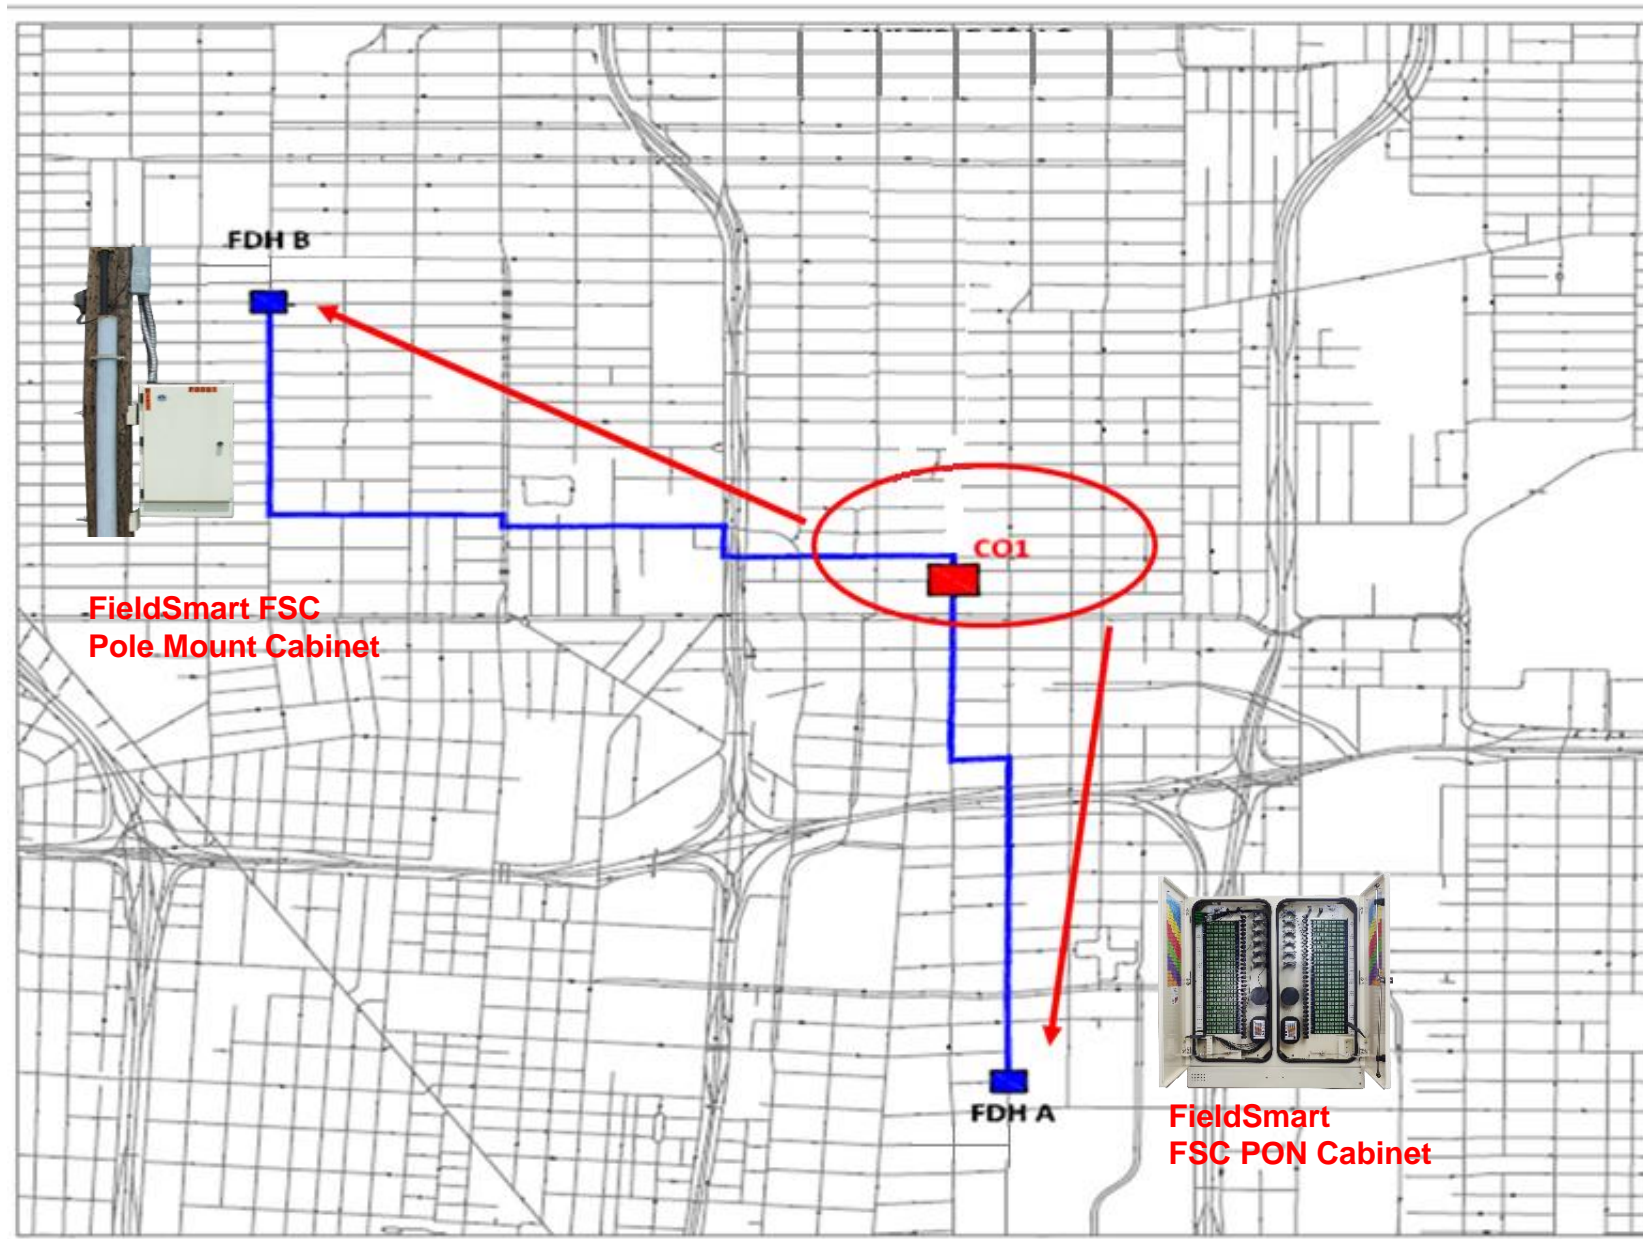 FDH B
CO1
FieldSmart FSC
Pole Mount Cabinet
FDH A
FieldSmart
FSC PON Cabinet